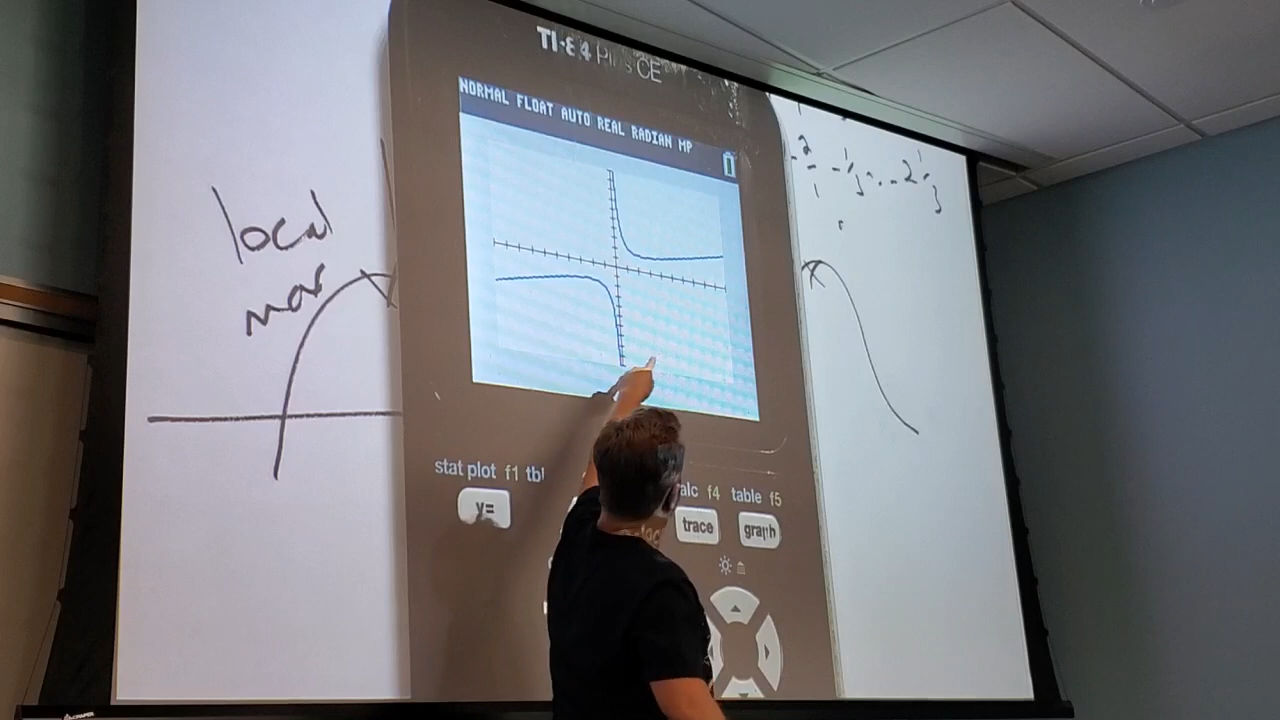 TI-84 Plus CE
NORMAL FLOAT AUTO REAL RADIAN MP
local
max
stat plot f1 tbl
alc f4 table f5
y=
trace
graph